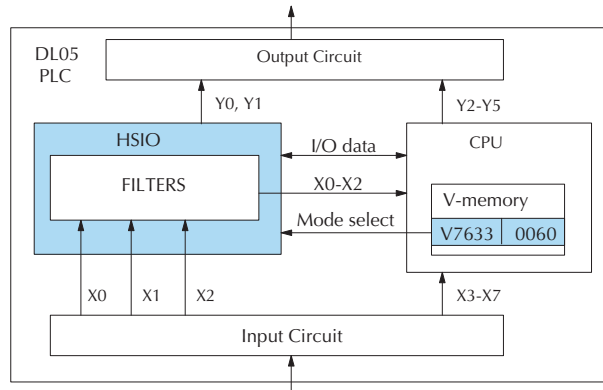 DL05
PLC
Output Circuit
Y0, Y1
Y2-Y5
HSIO
I/O data
CPU
FILTERS
X0-X2
V-memory
Mode select
V7633 0060
X0
X1
X2
X3-X7
Input Circuit